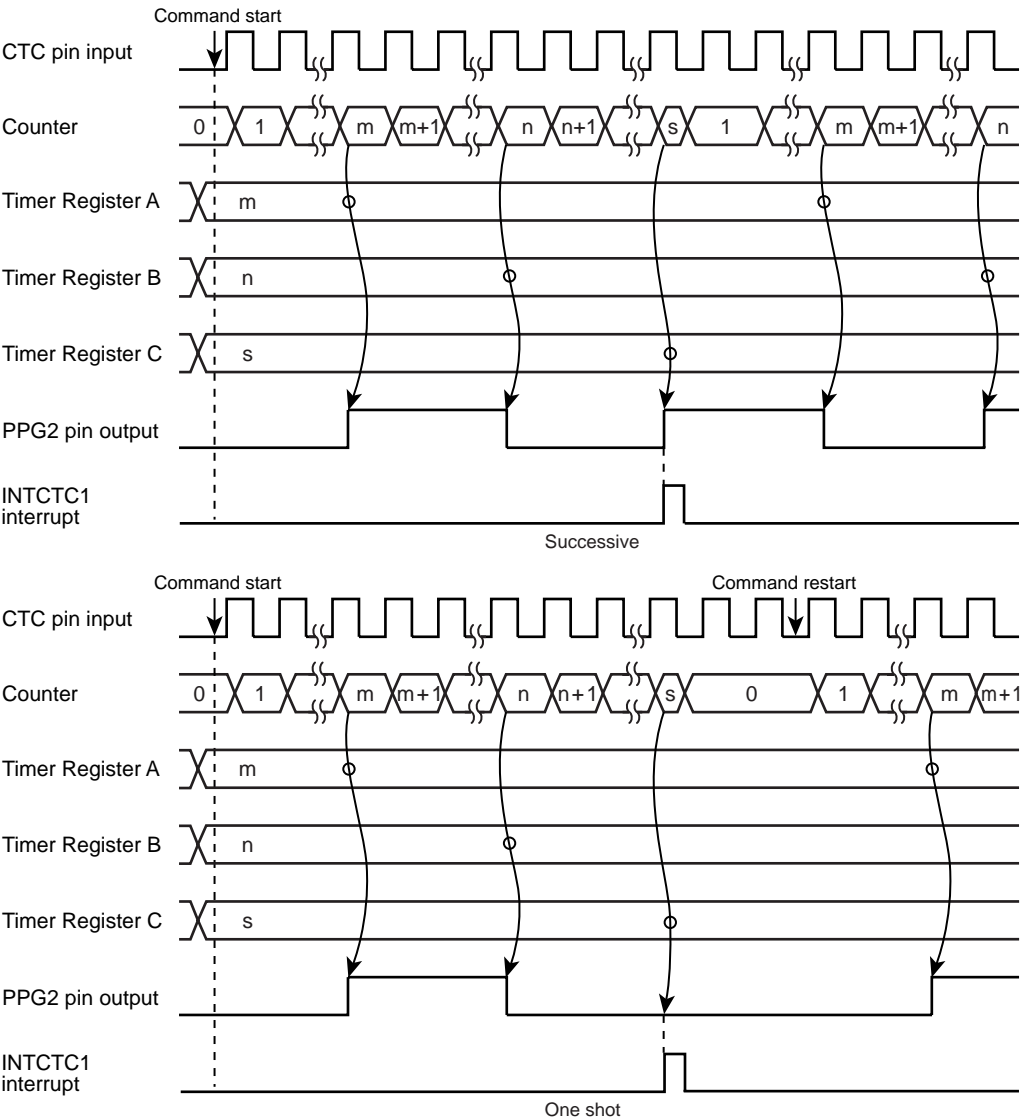 Command start
CTC pin input
Counter 0 1 m m+1 n n+1 s 1 m m+1 n
Timer Register A m
Timer Register B n
Timer Register C s
PPG2 pin output
INTCTC1
interrupt
Successive
Command start Command restart
CTC pin input
Counter 0 1 m m+1 n n+1 s 0 1 m m+1
Timer Register A m
Timer Register B n
Timer Register C s
PPG2 pin output
INTCTC1
interrupt
One shot